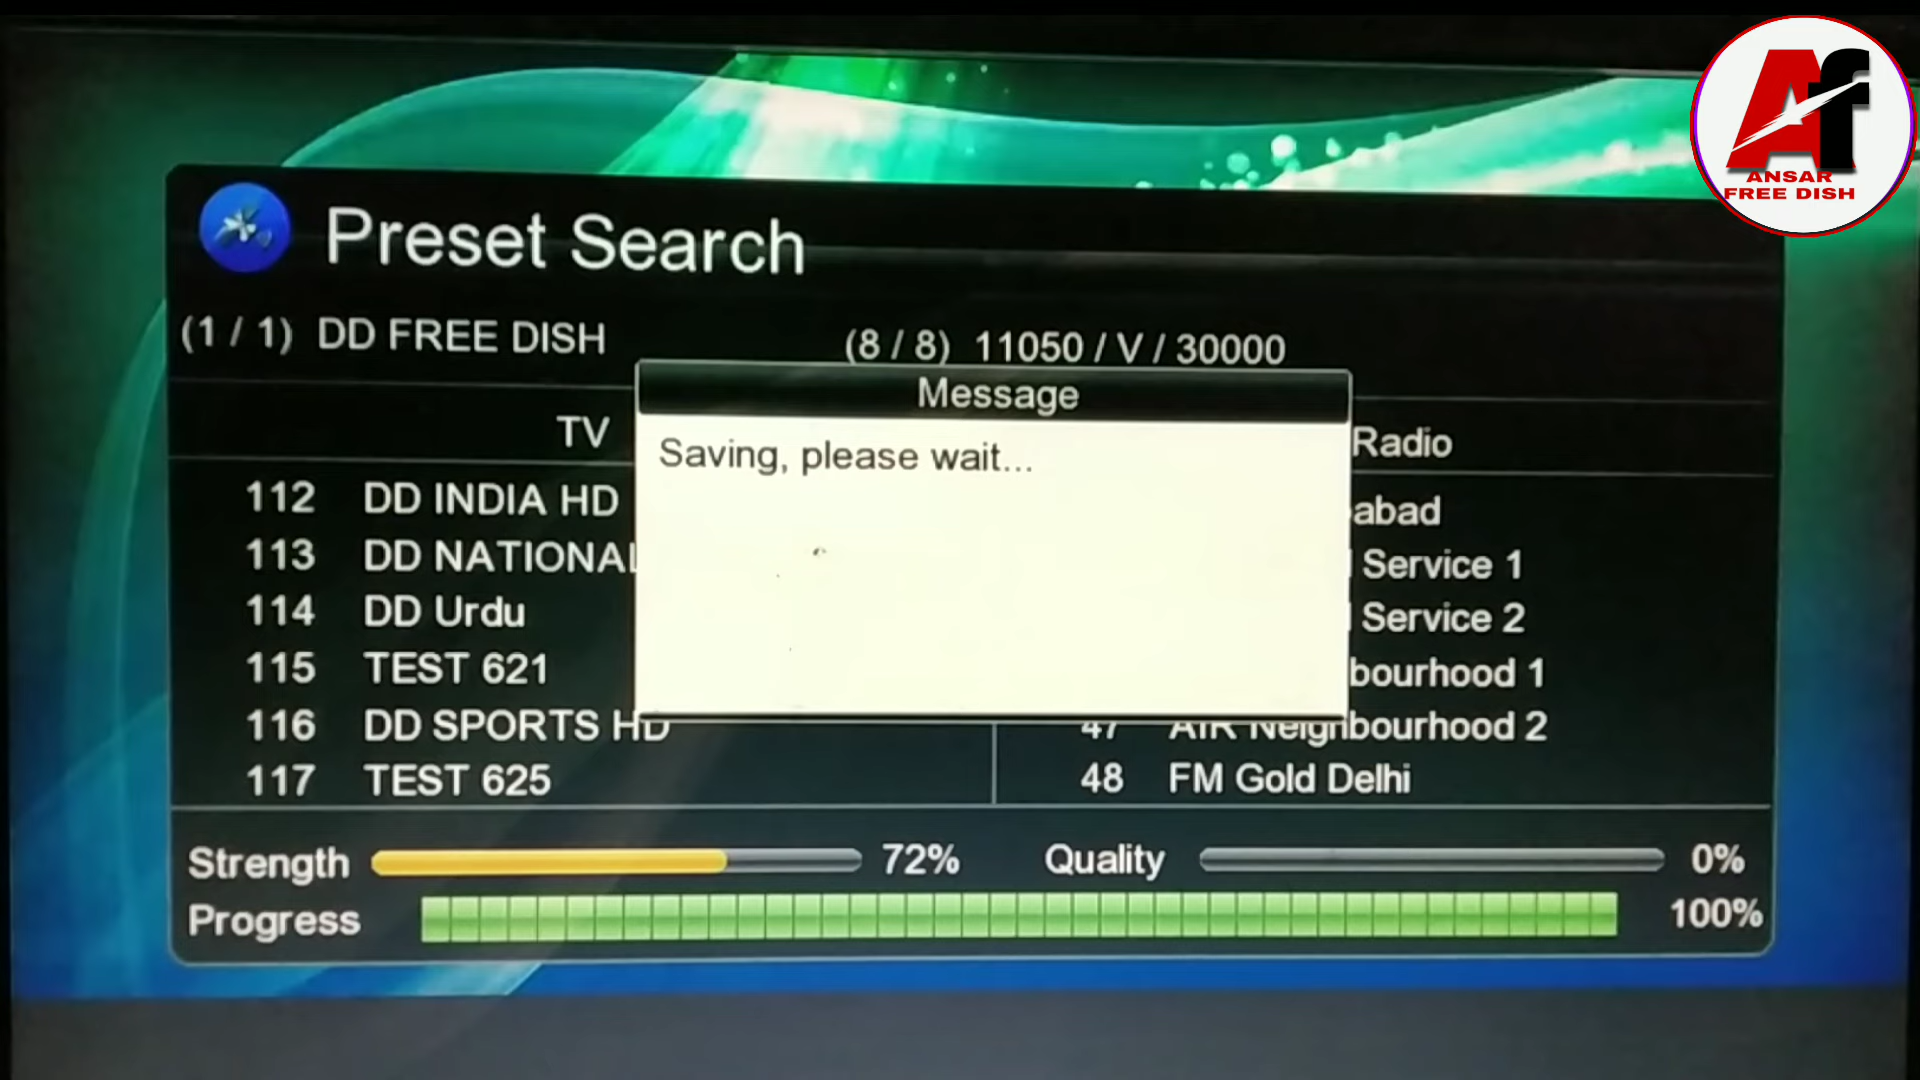 Af
ANSAR
FREE DISH
Preset Search
(1 / 1) DD FREE DISH (8 / 8) 11050 / V / 30000
Message
Saving, please wait...
TV Radio
112 DD INDIA HD abad
113 DD NATIONAL Service 1
114 DD Urdu Service 2
115 TEST 621 bourhood 1
116 DD SPORTS HD 47 AIR Neighbourhood 2
117 TEST 625 48 FM Gold Delhi
Strength 72% Quality 0%
Progress 100%